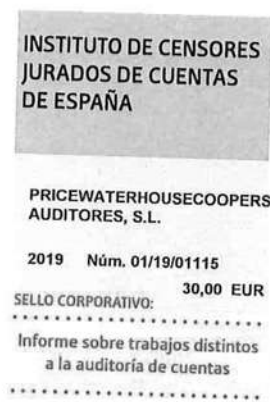 INSTITUTO DE CENSORES
JURADOS DE CUENTAS
DE ESPAÑA
PRICEWATERHOUSECOOPERS
AUDITORES, S.L.
2019 Núm. 01/19/01115
30,00 EUR
SELLO CORPORATIVO:
Informe sobre trabajos distintos
a la auditoría de cuentas